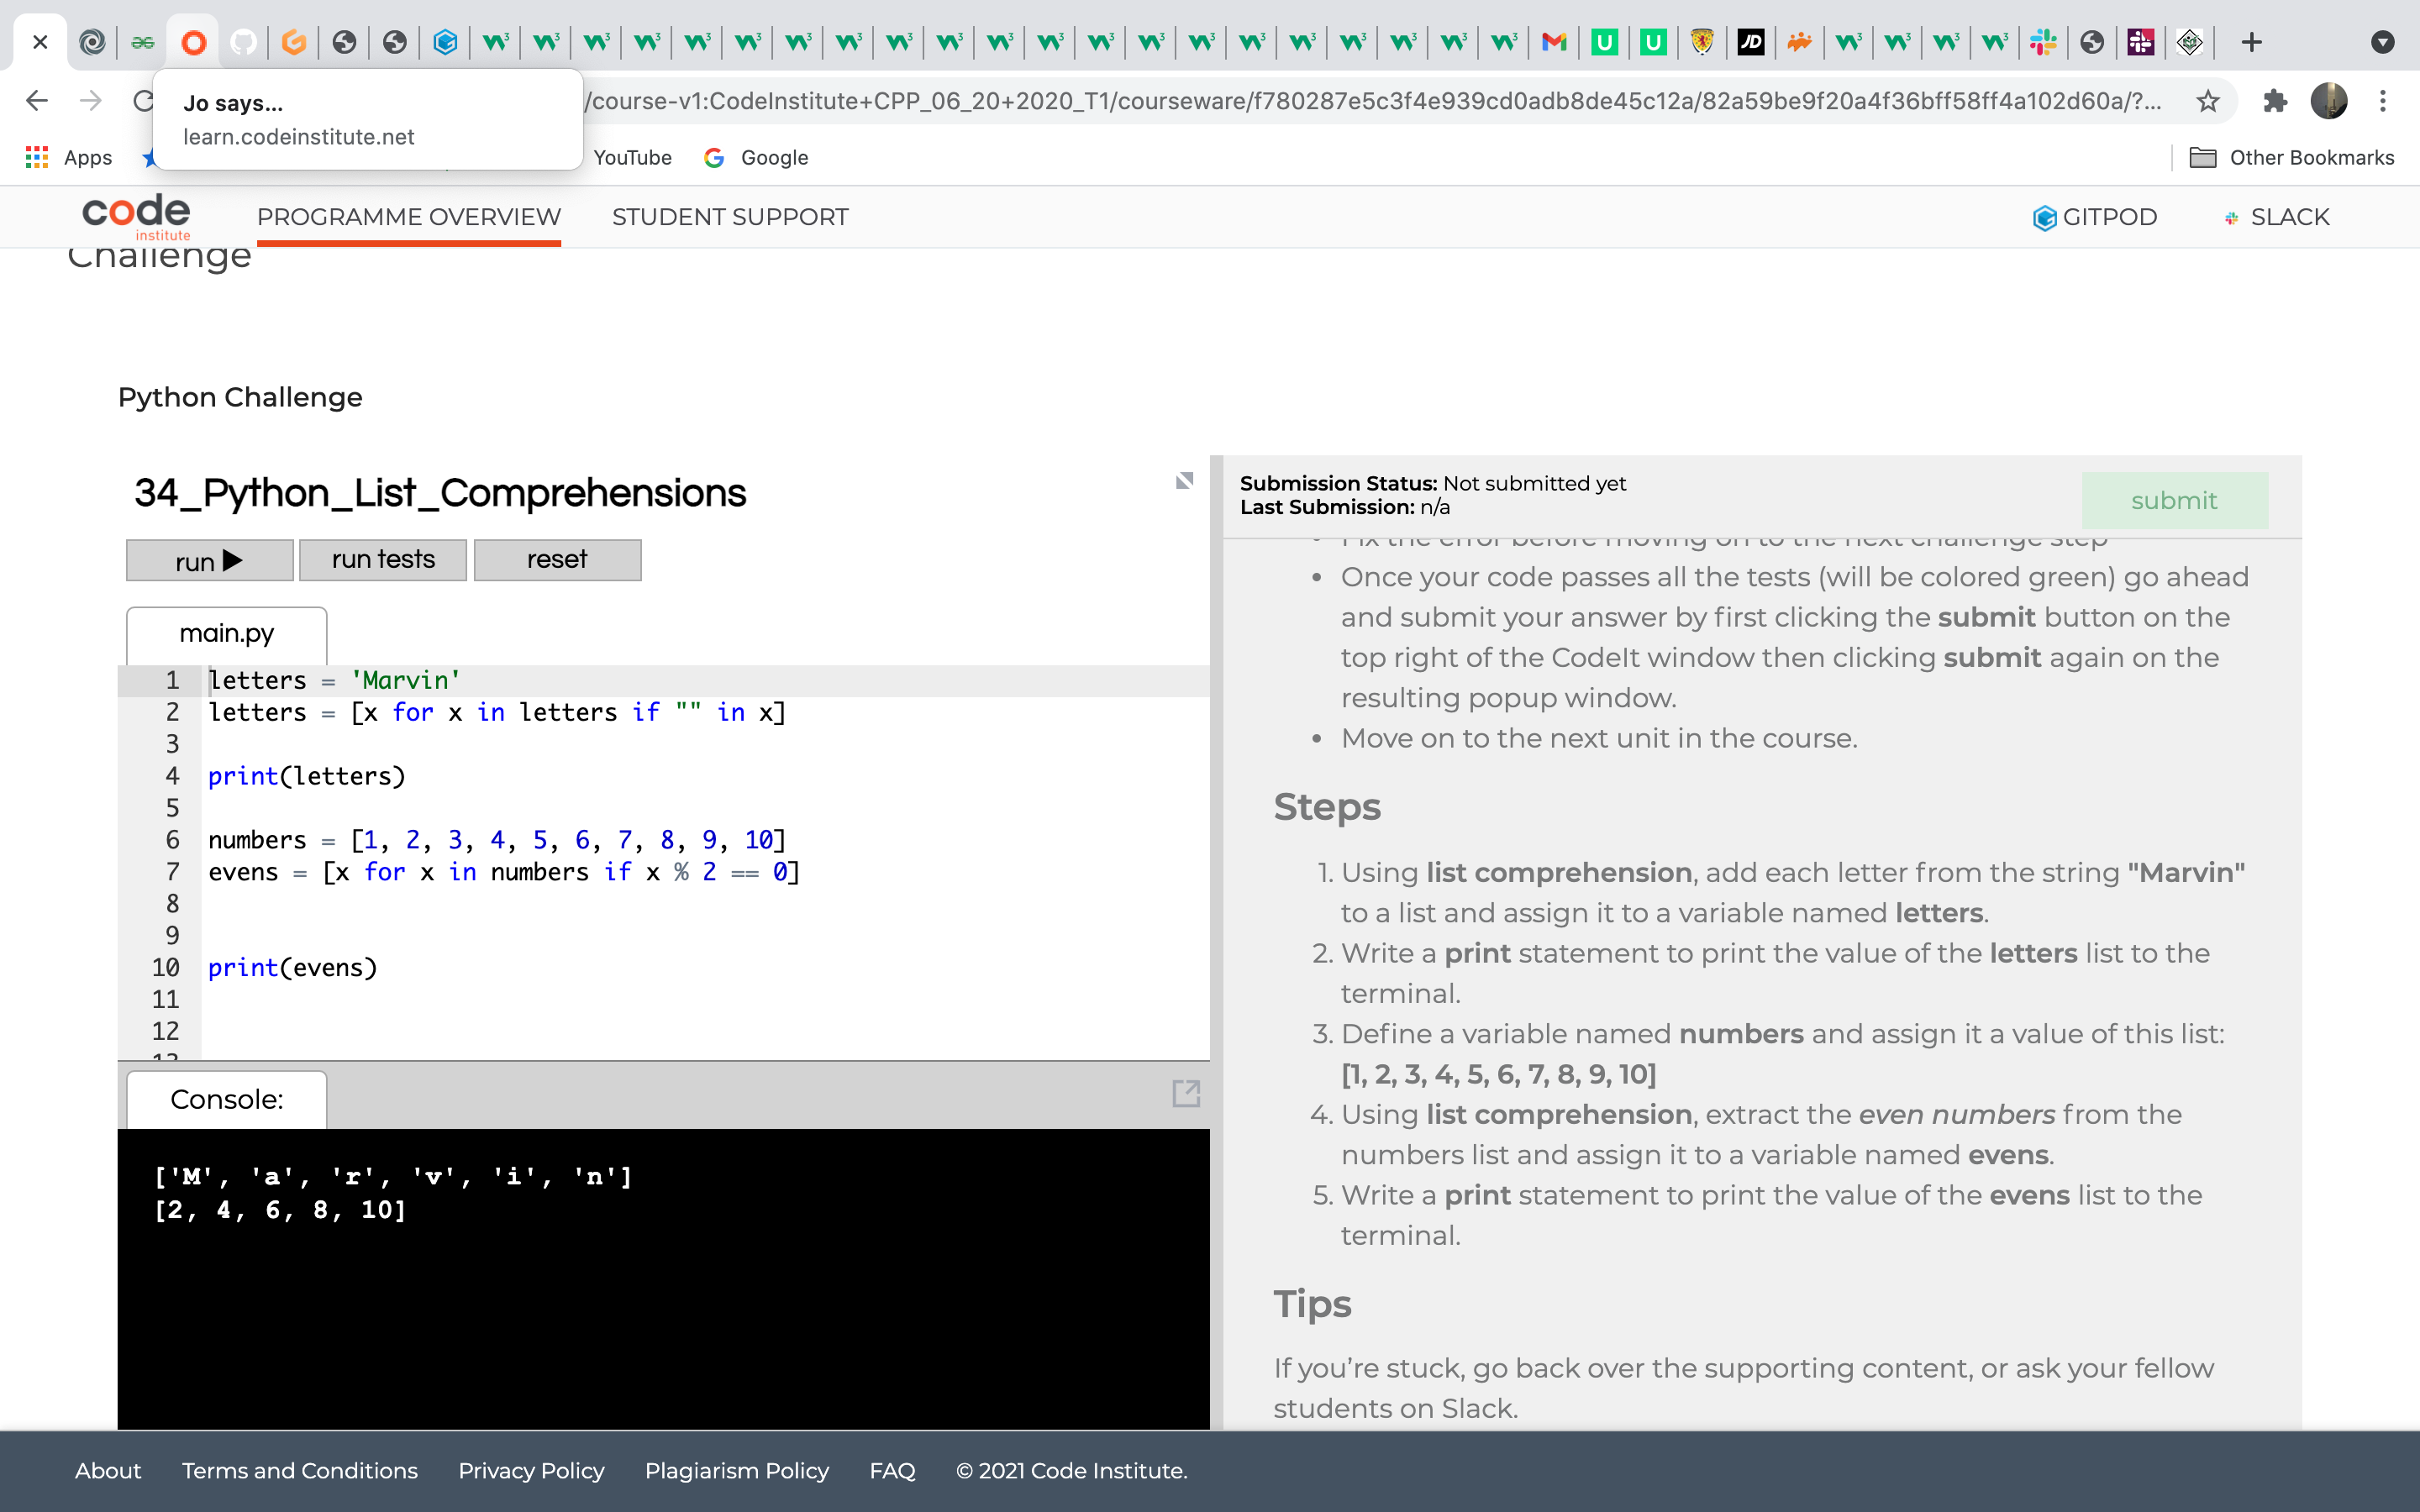 Jo says...
learn.codeinstitute.net
/course-v1:CodeInstitute+CPP_06_20+2020_T1/courseware/f780287e5c3f4e939cd0adb8de45c12a/82a59be9f20a4f36bff58ff4a102d60a/?...
Apps
YouTube
Google
Other Bookmarks
code institute
PROGRAMME OVERVIEW
STUDENT SUPPORT
GITPOD
SLACK
Challenge
Python Challenge
34_Python_List_Comprehensions
run ▶
run tests
reset
main.py
1 letters = 'Marvin'
2 letters = [x for x in letters if "" in x]
3
4 print(letters)
5
6 numbers = [1, 2, 3, 4, 5, 6, 7, 8, 9, 10]
7 evens = [x for x in numbers if x % 2 == 0]
8
9
10 print(evens)
11
12
13
Console:
['M', 'a', 'r', 'v', 'i', 'n']
[2, 4, 6, 8, 10]
Submission Status: Not submitted yet
Last Submission: n/a
submit
• Fix the error before moving on to the next challenge step
• Once your code passes all the tests (will be colored green) go ahead
and submit your answer by first clicking the submit button on the
top right of the CodeIt window then clicking submit again on the
resulting popup window.
• Move on to the next unit in the course.
Steps
1. Using list comprehension, add each letter from the string "Marvin"
to a list and assign it to a variable named letters.
2. Write a print statement to print the value of the letters list to the
terminal.
3. Define a variable named numbers and assign it a value of this list:
[1, 2, 3, 4, 5, 6, 7, 8, 9, 10]
4. Using list comprehension, extract the even numbers from the
numbers list and assign it to a variable named evens.
5. Write a print statement to print the value of the evens list to the
terminal.
Tips
If you’re stuck, go back over the supporting content, or ask your fellow
students on Slack.
About
Terms and Conditions
Privacy Policy
Plagiarism Policy
FAQ
© 2021 Code Institute.